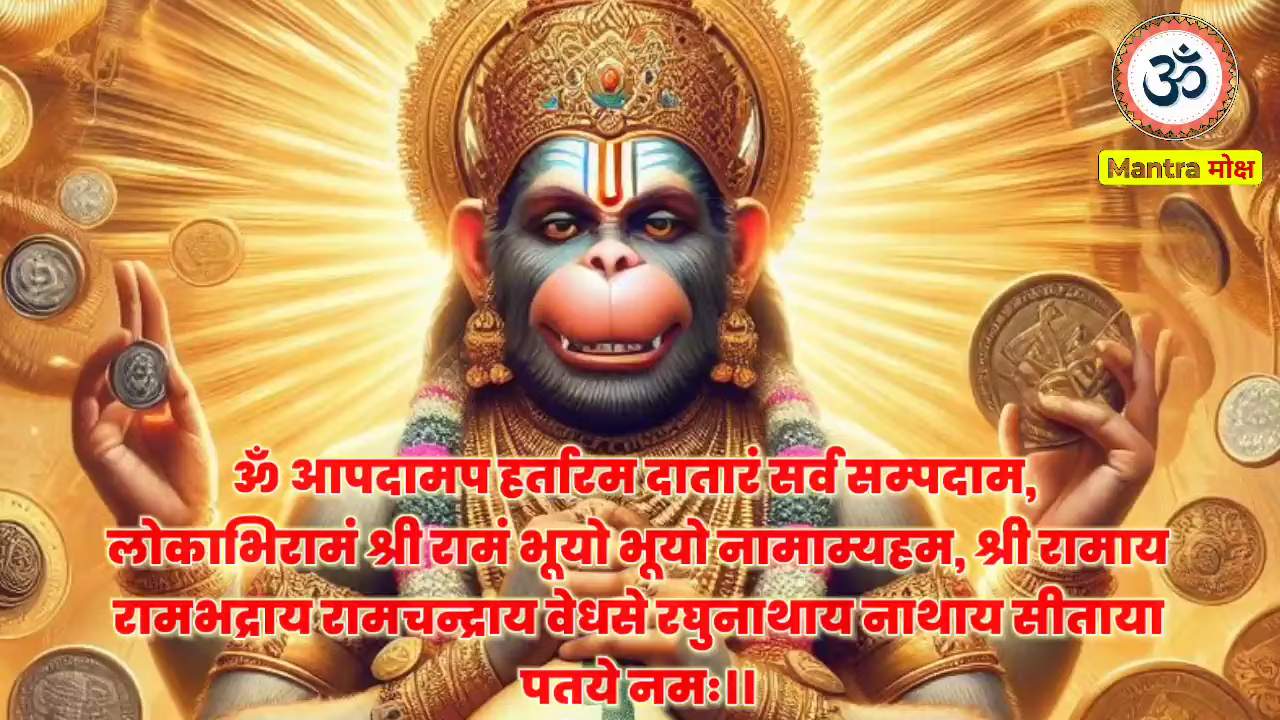 ॐ
Mantra मोक्ष
ॐ आपदामप हर्तारम दातारं सर्व सम्पदाम,
लोकाभिरामं श्री रामं भूयो भूयो नामाम्यहम, श्री रामाय
रामभद्राय रामचन्द्राय वेधसे रघुनाथाय नाथाय सीताया
पतये नमः।।